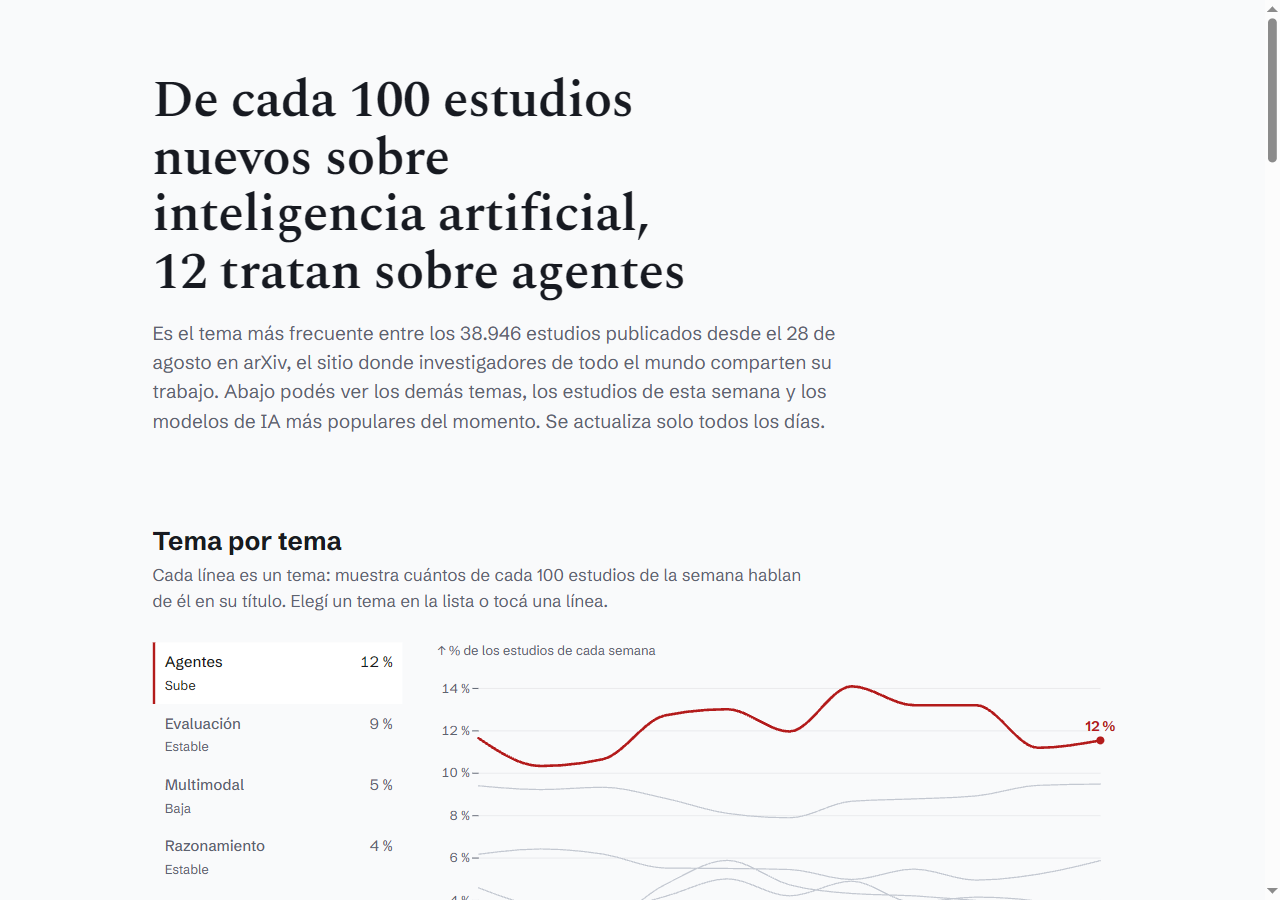 De cada 100 estudios
nuevos sobre
inteligencia artificial,
12 tratan sobre agentes
Es el tema más frecuente entre los 38.946 estudios publicados desde el 28 de
agosto en arXiv, el sitio donde investigadores de todo el mundo comparten su
trabajo. Abajo podés ver los demás temas, los estudios de esta semana y los
modelos de IA más populares del momento. Se actualiza solo todos los días.
Tema por tema
Cada línea es un tema: muestra cuántos de cada 100 estudios de la semana hablan
de él en su título. Elegí un tema en la lista o tocá una línea.
Agentes 12 %
Sube
Evaluación 9 %
Estable
Multimodal 5 %
Baja
Razonamiento 4 %
Estable
↑ % de los estudios de cada semana
14 %
12 %
12 %
10 %
8 %
6 %
4 %